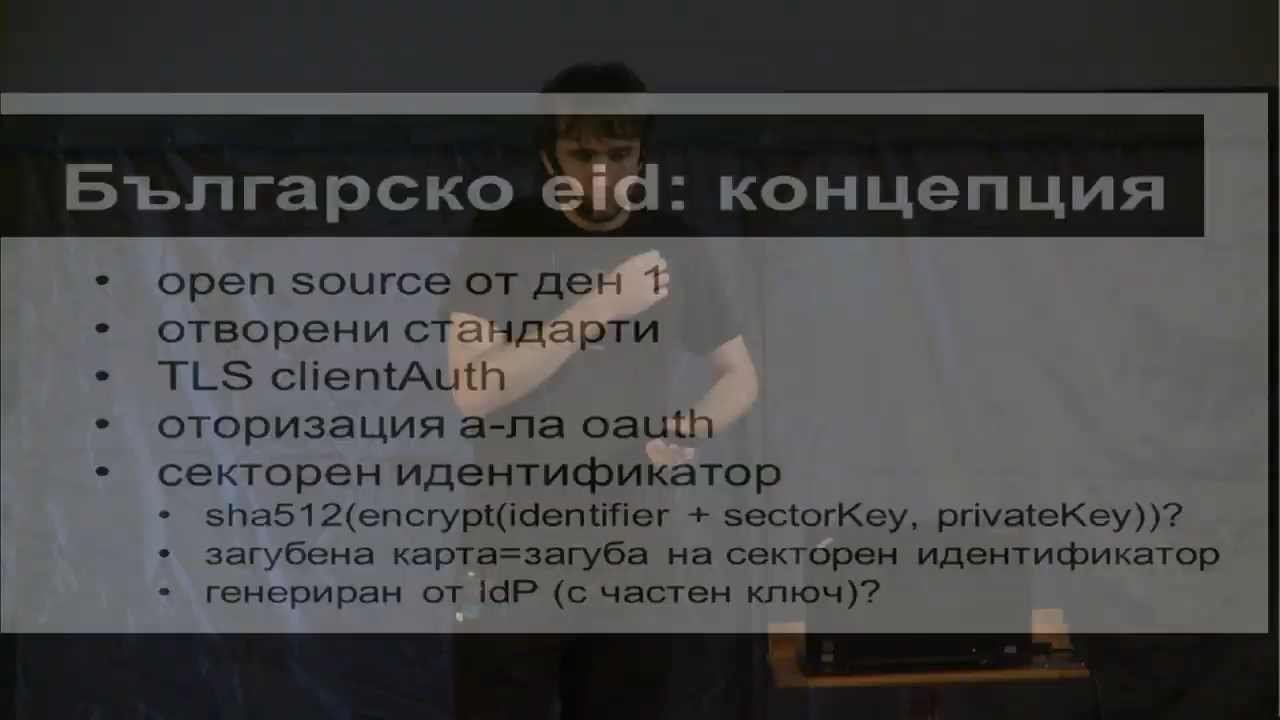 Българско eid: концепция
• open source от ден 1
• отворени стандарти
• TLS clientAuth
• оторизация а-ла oauth
• секторен идентификатор
• sha512(encrypt(identifier + sectorKey, privateKey))?
• загубена карта=загуба на секторен идентификатор
• генериран от IdP (с частен ключ)?